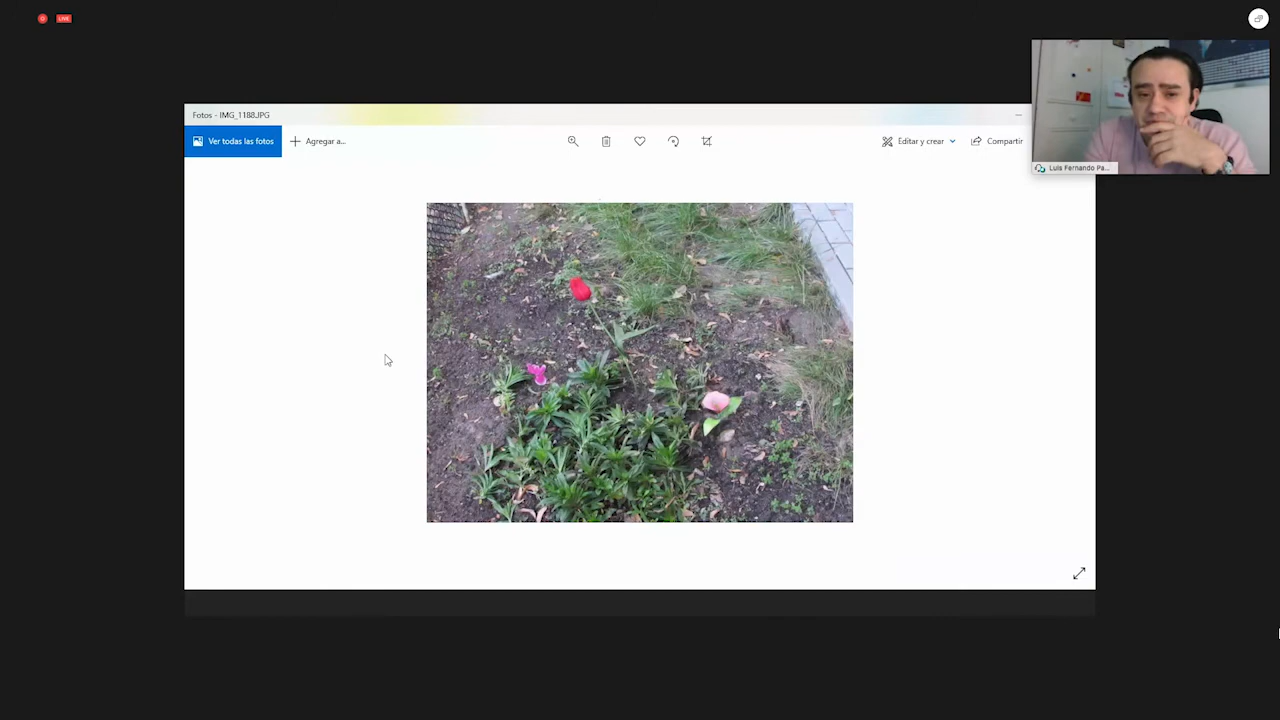 LIVE
Fotos - IMG_1188.JPG
Ver todas las fotos
Agregar a...
Editar y crear
Compartir
Luis Fernando Pa...